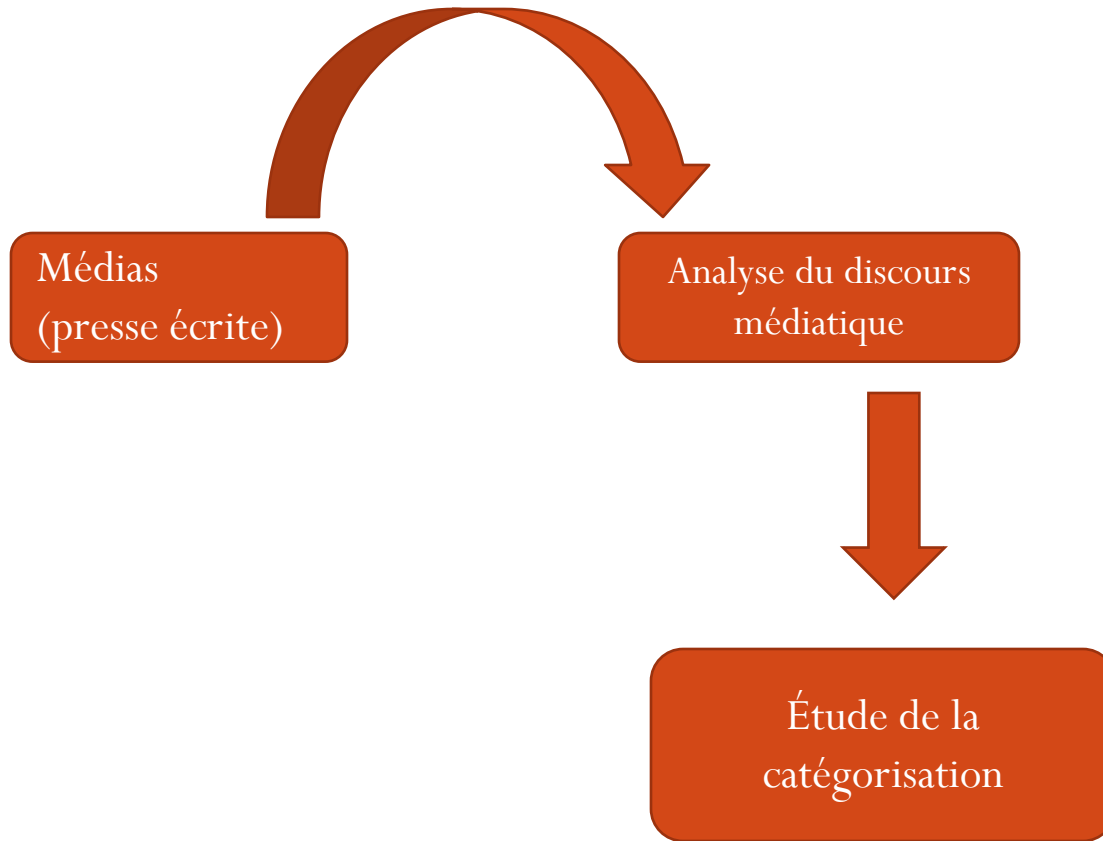 Médias
(presse écrite)
Analyse du discours
médiatique
Étude de la
catégorisation